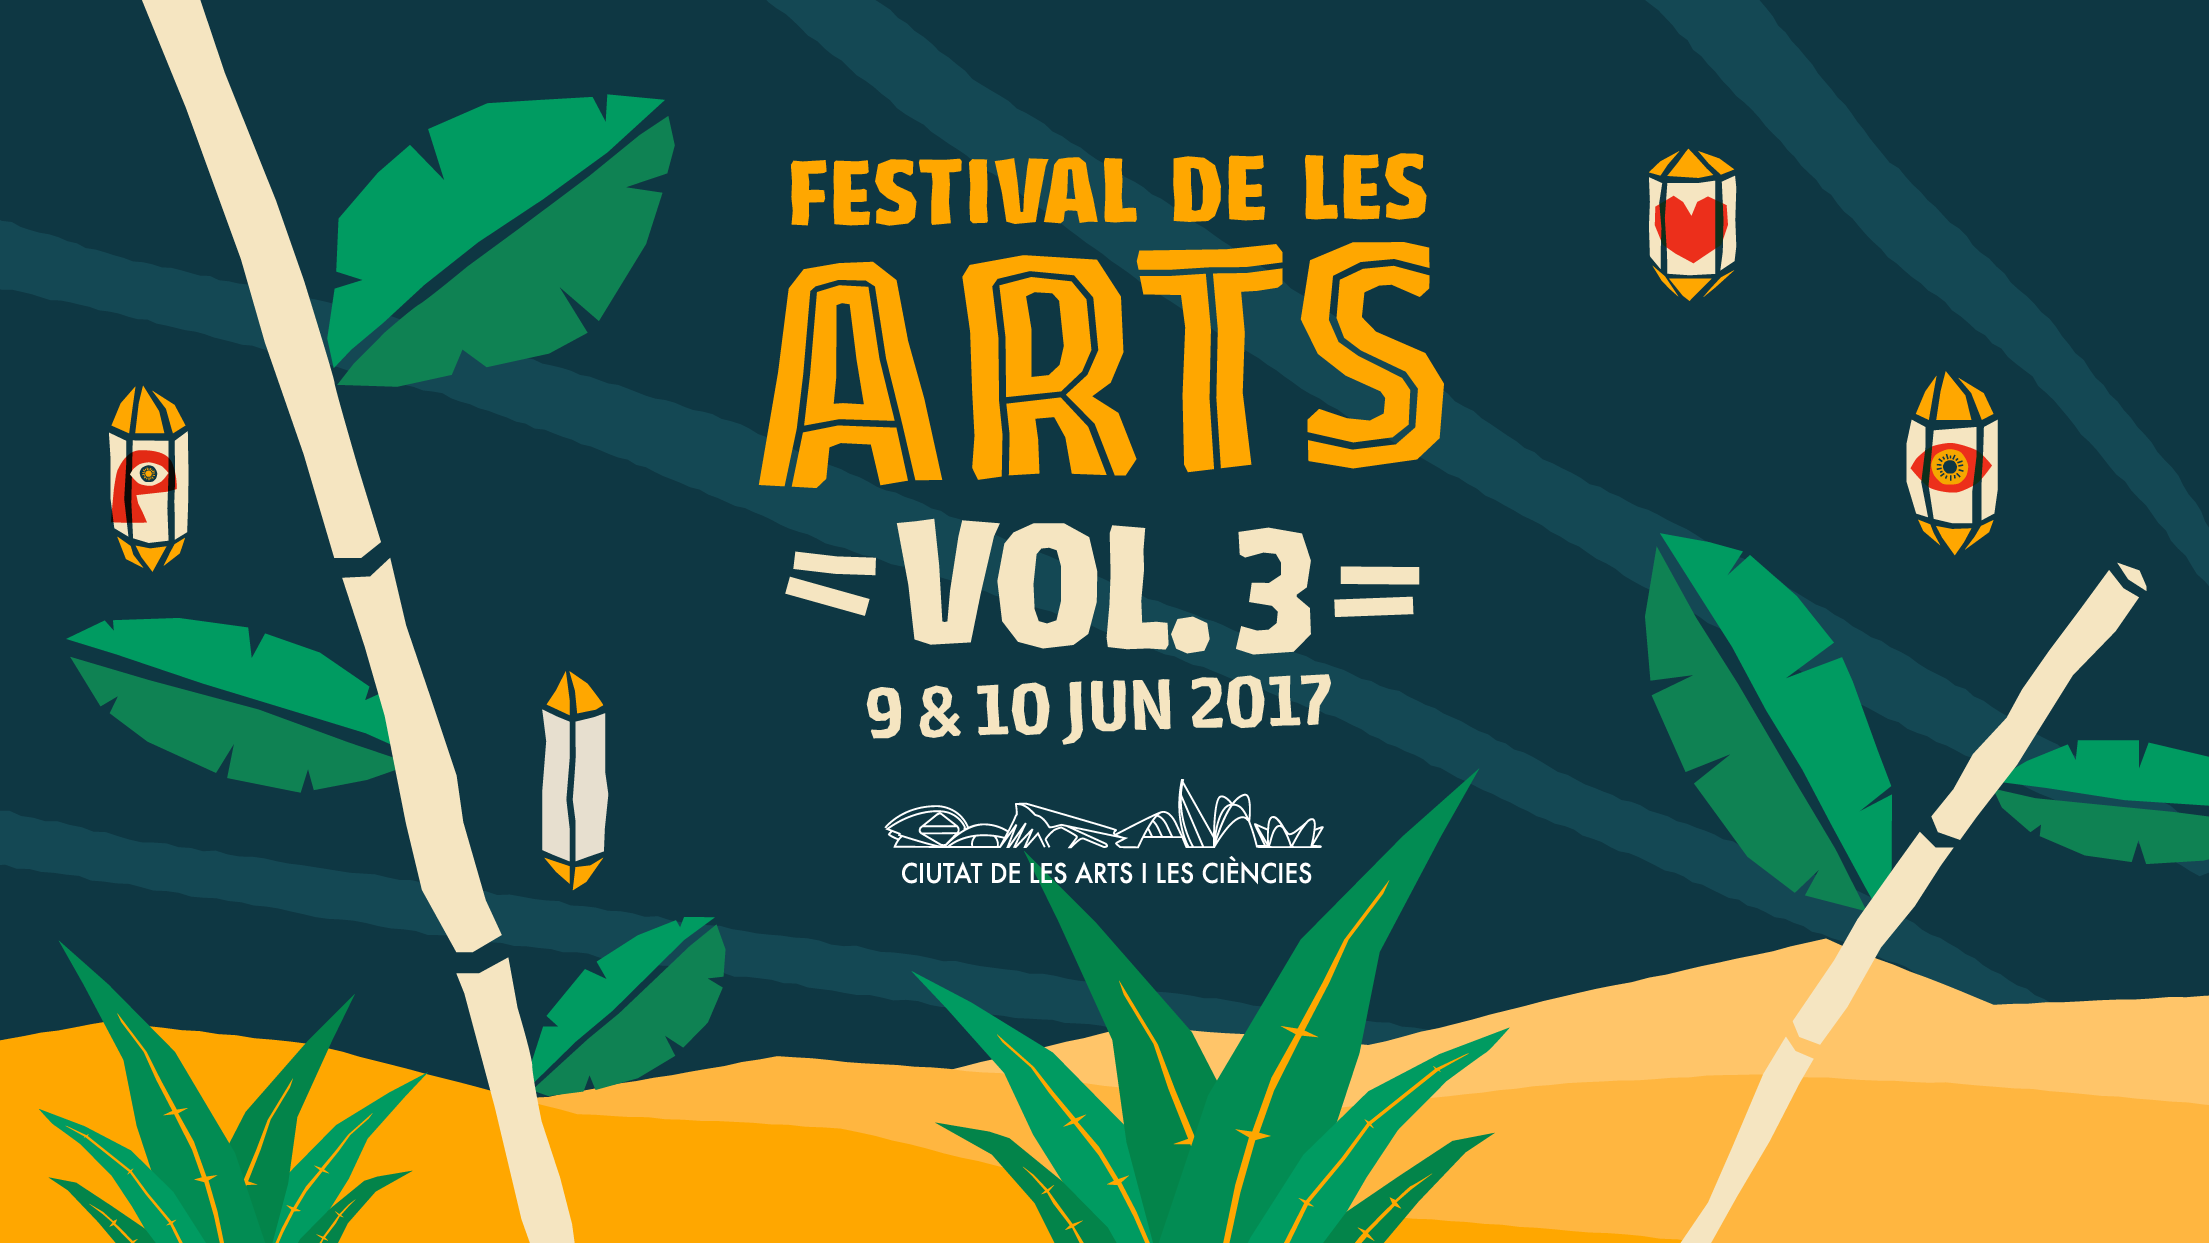 FESTIVAL DE LES
ARTS
=VOL.3=
9 & 10 JUN 2017
CIUTAT DE LES ARTS I LES CIÈNCIES